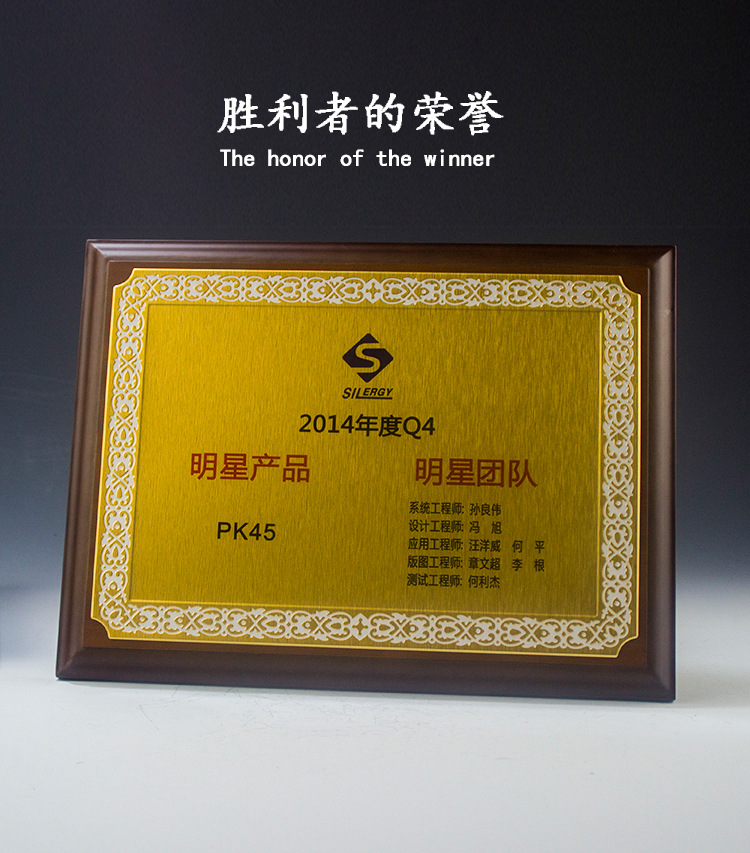 胜利者的荣誉
The honor of the winner
SILERGY
2014年度Q4
明星产品
PK45
明星团队
系统工程师: 孙良伟
设计工程师: 冯 旭
应用工程师: 汪洋威 何 平
版图工程师: 章文超 李 根
测试工程师: 何利杰